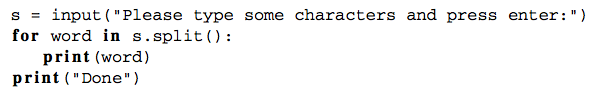 s = input("Please type some characters and press enter:")
for word in s.split():
    print(word)
print("Done")